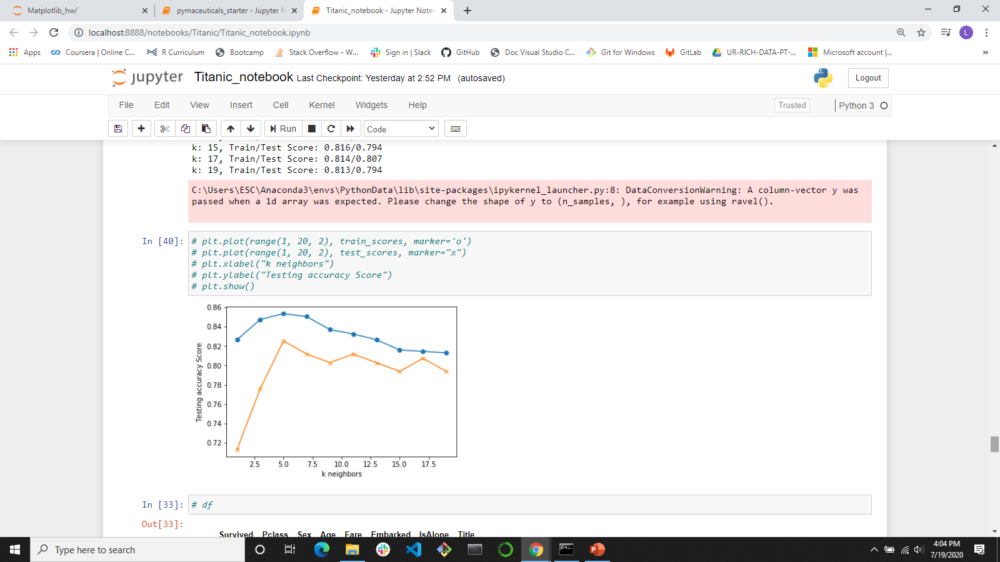 Matplotlib_hw/
pymaceuticals_starter - Jupyter N
Titanic_notebook - Jupyter Note
localhost:8888/notebooks/Titanic/Titanic_notebook.ipynb
L
Apps
Coursera | Online C...
R Curriculum
Bootcamp
Stack Overflow - W...
Sign in | Slack
GitHub
Doc Visual Studio C...
Git for Windows
GitLab
UR-RICH-DATA-PT-...
Microsoft account |...
»
jupyter Titanic_notebook Last Checkpoint: Yesterday at 2:52 PM (autosaved)
Logout
File Edit View Insert Cell Kernel Widgets Help
Trusted
Python 3
Run
Code
k: 15, Train/Test Score: 0.816/0.794
k: 17, Train/Test Score: 0.814/0.807
k: 19, Train/Test Score: 0.813/0.794
C:\Users\ESC\Anaconda3\envs\PythonData\lib\site-packages\ipykernel_launcher.py:8: DataConversionWarning: A column-vector y was
passed when a 1d array was expected. Please change the shape of y to (n_samples, ), for example using ravel().
In [40]:
# plt.plot(range(1, 20, 2), train_scores, marker='o')
# plt.plot(range(1, 20, 2), test_scores, marker="x")
# plt.xlabel("k neighbors")
# plt.ylabel("Testing accuracy Score")
# plt.show()
Testing accuracy Score
0.86
0.84
0.82
0.80
0.78
0.76
0.74
0.72
2.5 5.0 7.5 10.0 12.5 15.0 17.5
k neighbors
In [33]:
# df
Out[33]:
Survived Pclass Sex Age Fare Embarked IsAlone Title
Type here to search
4:04 PM
7/19/2020